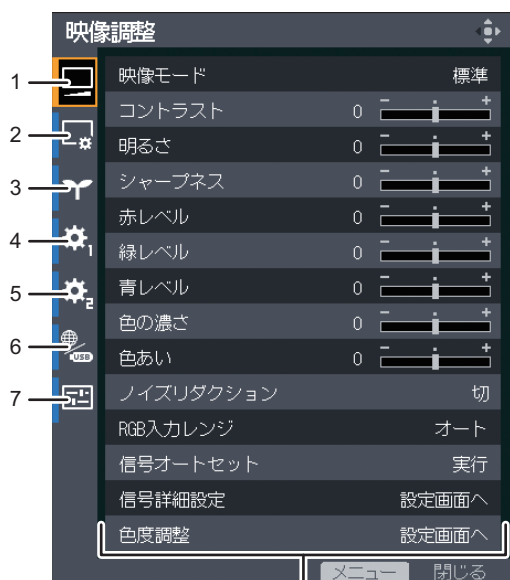 映像調整
1
映像モード 標準
コントラスト 0 - +
2
明るさ 0 - +
シャープネス 0 - +
3
赤レベル 0 - +
4
緑レベル 0 - +
1
青レベル 0 - +
5
2
色の濃さ 0 - +
6
USB
色あい 0 - +
7
ノイズリダクション 切
RGB入力レンジ オート
信号オートセット 実行
信号詳細設定 設定画面へ
色度調整 設定画面へ
メニュー 閉じる